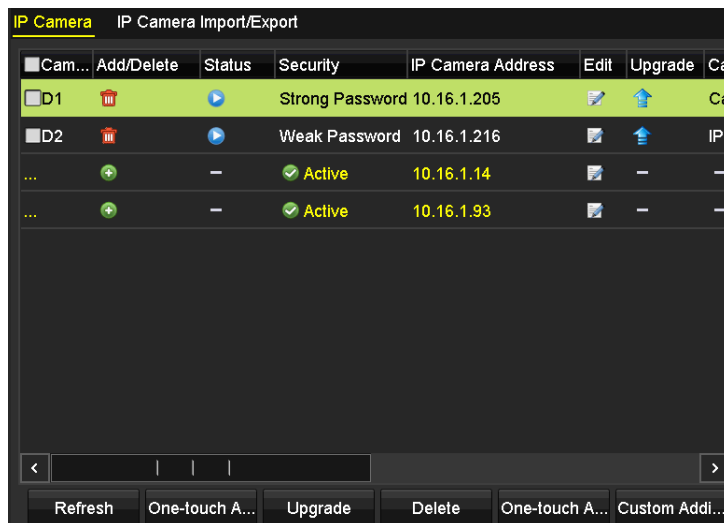 IP Camera IP Camera Import/Export
Cam... Add/Delete Status Security IP Camera Address Edit Upgrade Ca
D1 Strong Password 10.16.1.205 Ca
D2 Weak Password 10.16.1.216 IP
... – Active 10.16.1.14 – –
... – Active 10.16.1.93 – –
Refresh One-touch A... Upgrade Delete One-touch A... Custom Addi...